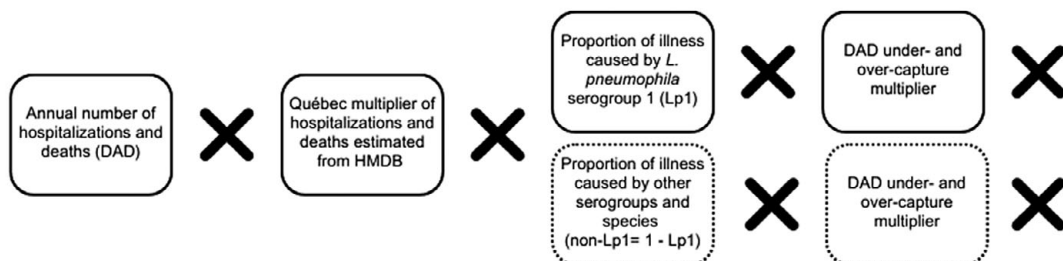 Annual number of
hospitalizations and
deaths (DAD)
Québec multiplier of
hospitalizations and
deaths estimated
from HMDB
Proportion of illness
caused by L.
pneumophila
serogroup 1 (Lp1)
DAD under- and
over-capture
multiplier
Proportion of illness
caused by other
serogroups and
species
(non-Lp1= 1 - Lp1)
DAD under- and
over-capture
multiplier